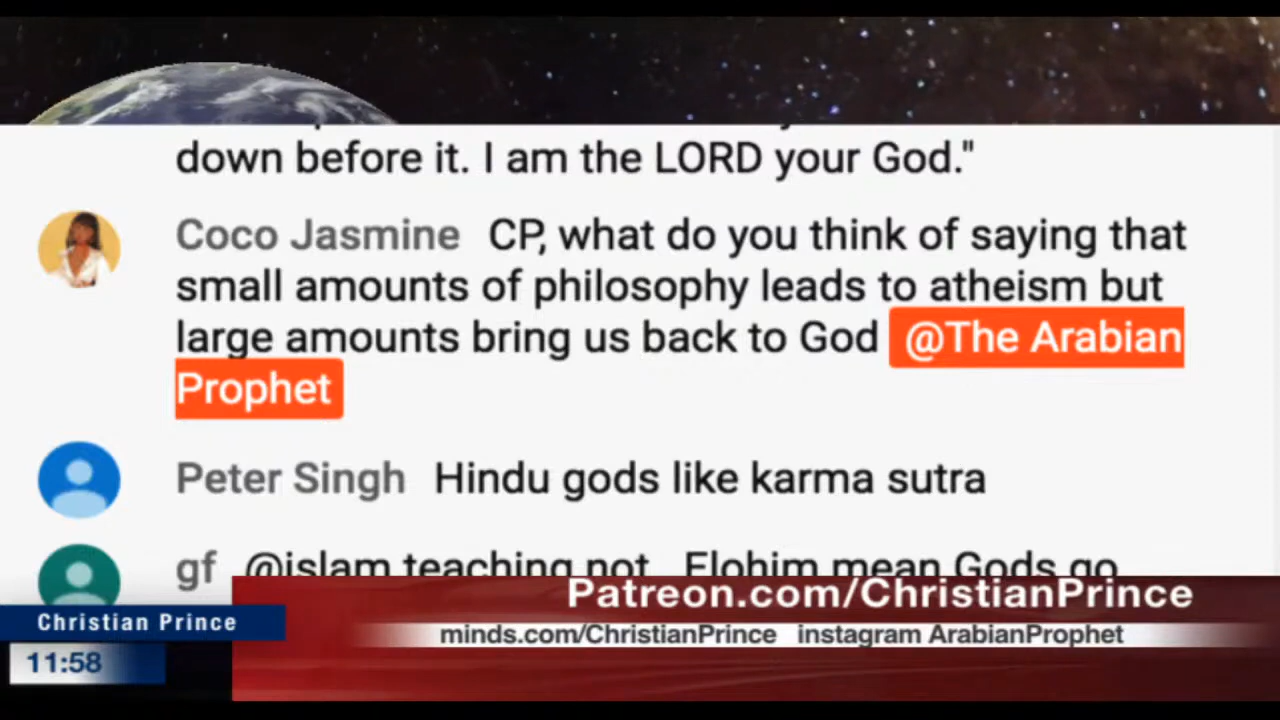 down before it. I am the LORD your God."
Coco Jasmine CP, what do you think of saying that
small amounts of philosophy leads to atheism but
large amounts bring us back to God @The Arabian
Prophet
Peter Singh Hindu gods like karma sutra
gf @islam teaching not Elohim mean Gods go
Patreon.com/ChristianPrince
Christian Prince
minds.com/ChristianPrince instagram ArabianProphet
11:58